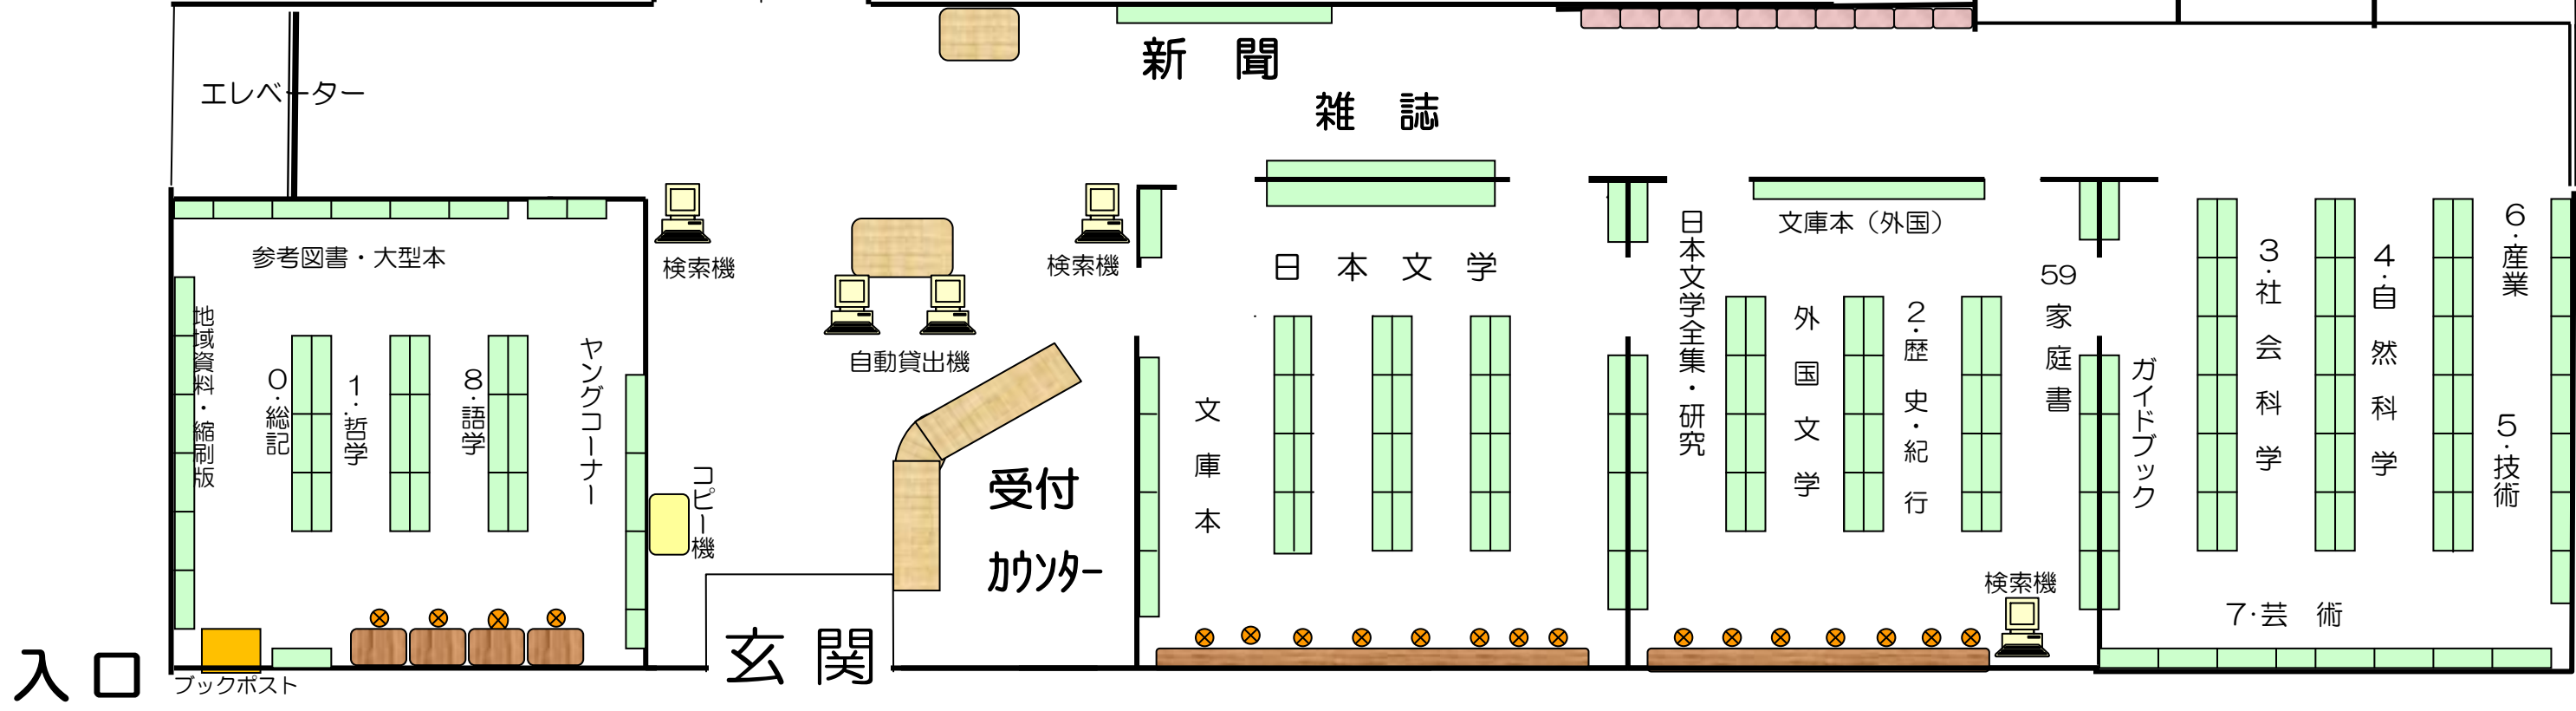 エレベーター
新 聞
雑 誌
参考図書・大型本
地域資料・縮刷版
0・総記
1・哲学
8・語学
ヤングコーナー
検索機
コピー機
自動貸出機
検索機
受付
ｶｳﾝﾀｰ
日 本 文 学
文 庫 本
日本文学全集・研究
文庫本（外国）
外 国 文 学
2・歴 史・紀 行
59 家 庭 書
検索機
ガイドブック
3・社 会 科 学
4・自 然 科 学
6・産業
5・技術
7・芸 術
入口
ブックポスト
玄 関